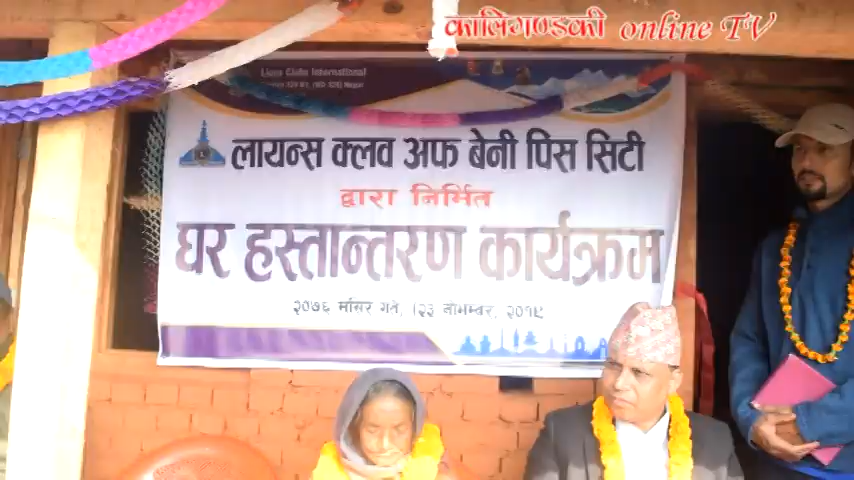 कालिगण्डकी online TV
Lions Clubs International
लायन्स क्लव अफ बेनी पिस सिटी
द्वारा निर्मित
घर हस्तान्तरण कार्यक्रम
२०७६ मंसिर गते, ।२३ नोभम्वर, २०१९